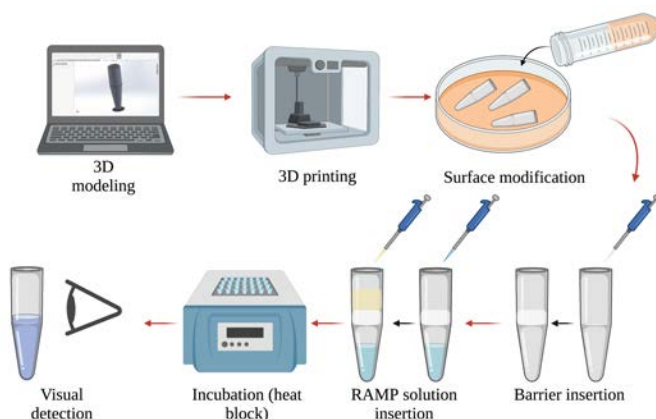 3D
modeling
3D printing
Surface modification
Visual
detection
Incubation (heat
block)
RAMP solution
insertion
Barrier insertion